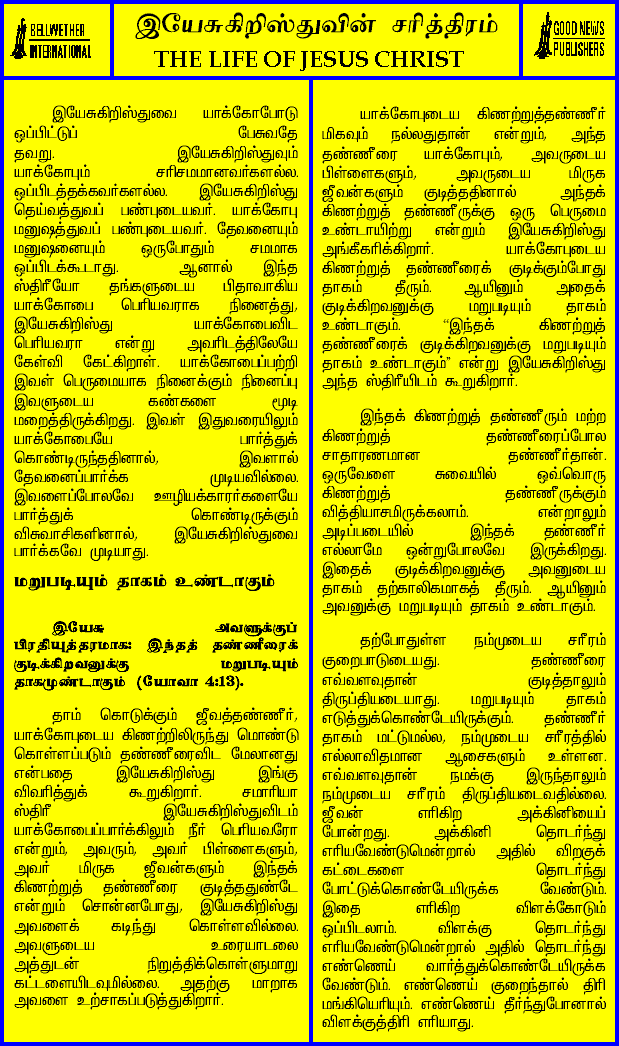 BELLWETHER
INTERNATIONAL
இயேசுகிறிஸ்துவின் சரித்திரம்
THE LIFE OF JESUS CHRIST
GOOD NEWS
PUBLISHERS
இயேசுகிறிஸ்துவை யாக்கோபோடு
ஒப்பிட்டுப் பேசுவதே
தவறு. இயேசுகிறிஸ்துவும்
யாக்கோபும் சரிசமமானவர்களல்ல.
ஒப்பிடத்தக்கவர்களல்ல. இயேசுகிறிஸ்து
தெய்வத்துவப் பண்புடையவர். யாக்கோபு
மனுஷத்துவப் பண்புடையவர். தேவனையும்
மனுஷனையும் ஒருபோதும் சமமாக
ஒப்பிடக்கூடாது. ஆனால் இந்த
ஸ்திரீயோ தங்களுடைய பிதாவாகிய
யாக்கோபை பெரியவராக நினைத்து,
இயேசுகிறிஸ்து யாக்கோபைவிட
பெரியவரா என்று அவரிடத்திலேயே
கேள்வி கேட்கிறாள். யாக்கோபைப்பற்றி
இவள் பெருமையாக நினைக்கும் நினைப்பு
இவளுடைய கண்களை மூடி
மறைத்திருக்கிறது. இவள் இதுவரையிலும்
யாக்கோபையே பார்த்துக்
கொண்டிருந்ததினால், இவளால்
தேவனைப்பார்க்க முடியவில்லை.
இவளைப்போலவே ஊழியக்காரர்களையே
பார்த்துக் கொண்டிருக்கும்
விசுவாசிகளினால், இயேசுகிறிஸ்துவை
பார்க்கவே முடியாது.
மறுபடியும் தாகம் உண்டாகும்
இயேசு அவளுக்குப்
பிரதியுத்தரமாக: இந்தத் தண்ணீரைக்
குடிக்கிறவனுக்கு மறுபடியும்
தாகமுண்டாகும் (யோவா 4:13).
தாம் கொடுக்கும் ஜீவத்தண்ணீர்,
யாக்கோபுடைய கிணற்றிலிருந்து மொண்டு
கொள்ளப்படும் தண்ணீரைவிட மேலானது
என்பதை இயேசுகிறிஸ்து இங்கு
விவரித்துக் கூறுகிறார். சமாரியா
ஸ்திரீ இயேசுகிறிஸ்துவிடம்
யாக்கோபைப்பார்க்கிலும் நீர் பெரியவரோ
என்றும், அவரும், அவர் பிள்ளைகளும்,
அவர் மிருக ஜீவன்களும் இந்தக்
கிணற்றுத் தண்ணீரை குடித்ததுண்டே
என்றும் சொன்னபோது, இயேசுகிறிஸ்து
அவளைக் கடிந்து கொள்ளவில்லை.
அவளுடைய உரையாடலை
அத்துடன் நிறுத்திக்கொள்ளுமாறு
கட்டளையிடவுமில்லை. அதற்கு மாறாக
அவளை உற்சாகப்படுத்துகிறார்.
யாக்கோபுடைய கிணற்றுத்தண்ணீர்
மிகவும் நல்லதுதான் என்றும், அந்த
தண்ணீரை யாக்கோபும், அவருடைய
பிள்ளைகளும், அவருடைய மிருக
ஜீவன்களும் குடித்ததினால் அந்தக்
கிணற்றுத் தண்ணீருக்கு ஒரு பெருமை
உண்டாயிற்று என்றும் இயேசுகிறிஸ்து
அங்கீகரிக்கிறார். யாக்கோபுடைய
கிணற்றுத் தண்ணீரைக் குடிக்கும்போது
தாகம் தீரும். ஆயினும் அதைக்
குடிக்கிறவனுக்கு மறுபடியும் தாகம்
உண்டாகும். “இந்தக் கிணற்றுத்
தண்ணீரைக் குடிக்கிறவனுக்கு மறுபடியும்
தாகம் உண்டாகும்” என்று இயேசுகிறிஸ்து
அந்த ஸ்திரீயிடம் கூறுகிறார்.
இந்தக் கிணற்றுத் தண்ணீரும் மற்ற
கிணற்றுத் தண்ணீரைப்போல
சாதாரணமான தண்ணீர்தான்.
ஒருவேளை சுவையில் ஒவ்வொரு
கிணற்றுத் தண்ணீருக்கும்
வித்தியாசமிருக்கலாம். என்றாலும்
அடிப்படையில் இந்தக் தண்ணீர்
எல்லாமே ஒன்றுபோலவே இருக்கிறது.
இதைக் குடிக்கிறவனுக்கு அவனுடைய
தாகம் தற்காலிகமாகத் தீரும். ஆயினும்
அவனுக்கு மறுபடியும் தாகம் உண்டாகும்.
தற்போதுள்ள நம்முடைய சரீரம்
குறைபாடுடையது. தண்ணீரை
எவ்வளவுதான் குடித்தாலும்
திருப்தியடையாது. மறுபடியும் தாகம்
எடுத்துக்கொண்டேயிருக்கும். தண்ணீர்
தாகம் மட்டுமல்ல, நம்முடைய சரீரத்தில்
எல்லாவிதமான ஆசைகளும் உள்ளன.
எவ்வளவுதான் நமக்கு இருந்தாலும்
நம்முடைய சரீரம் திருப்தியடைவதில்லை.
ஜீவன் எரிகிற அக்கினியைப்
போன்றது. அக்கினி தொடர்ந்து
எரியவேண்டுமென்றால் அதில் விறகுக்
கட்டைகளை தொடர்ந்து
போட்டுக்கொண்டேயிருக்க வேண்டும்.
இதை எரிகிற விளக்கோடும்
ஒப்பிடலாம். விளக்கு தொடர்ந்து
எரியவேண்டுமென்றால் அதில் தொடர்ந்து
எண்ணெய் வார்த்துக்கொண்டேயிருக்க
வேண்டும். எண்ணெய் குறைந்தால் திரி
மங்கியெரியும். எண்ணெய் தீர்ந்துபோனால்
விளக்குத்திரி எரியாது.